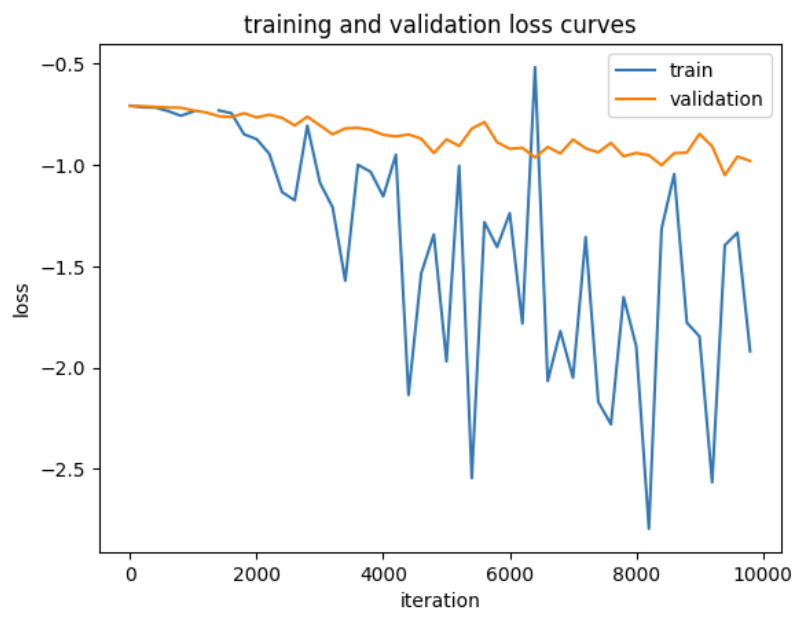 training and validation loss curves
train
validation
−0.5
−1.0
−1.5
−2.0
−2.5
loss
0 2000 4000 6000 8000 10000
iteration